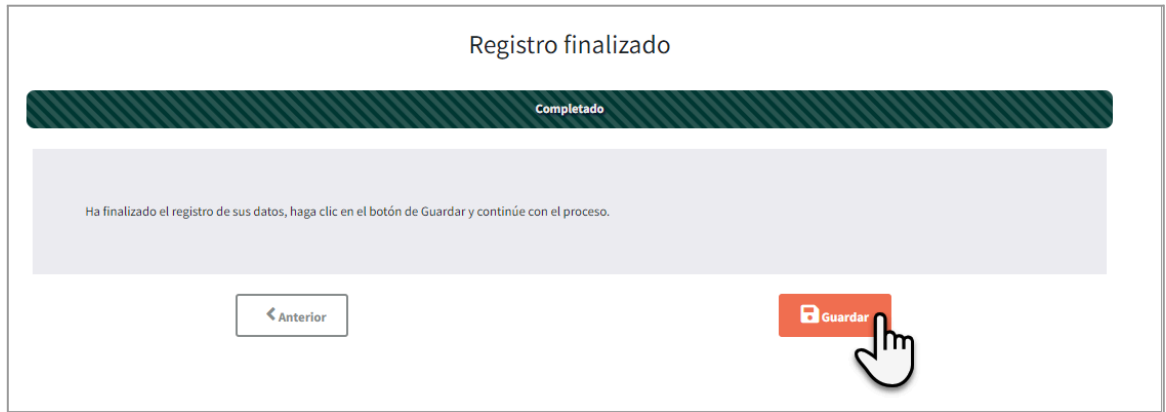 Registro finalizado
Completado
Ha finalizado el registro de sus datos, haga clic en el botón de Guardar y continúe con el proceso.
Anterior
Guardar